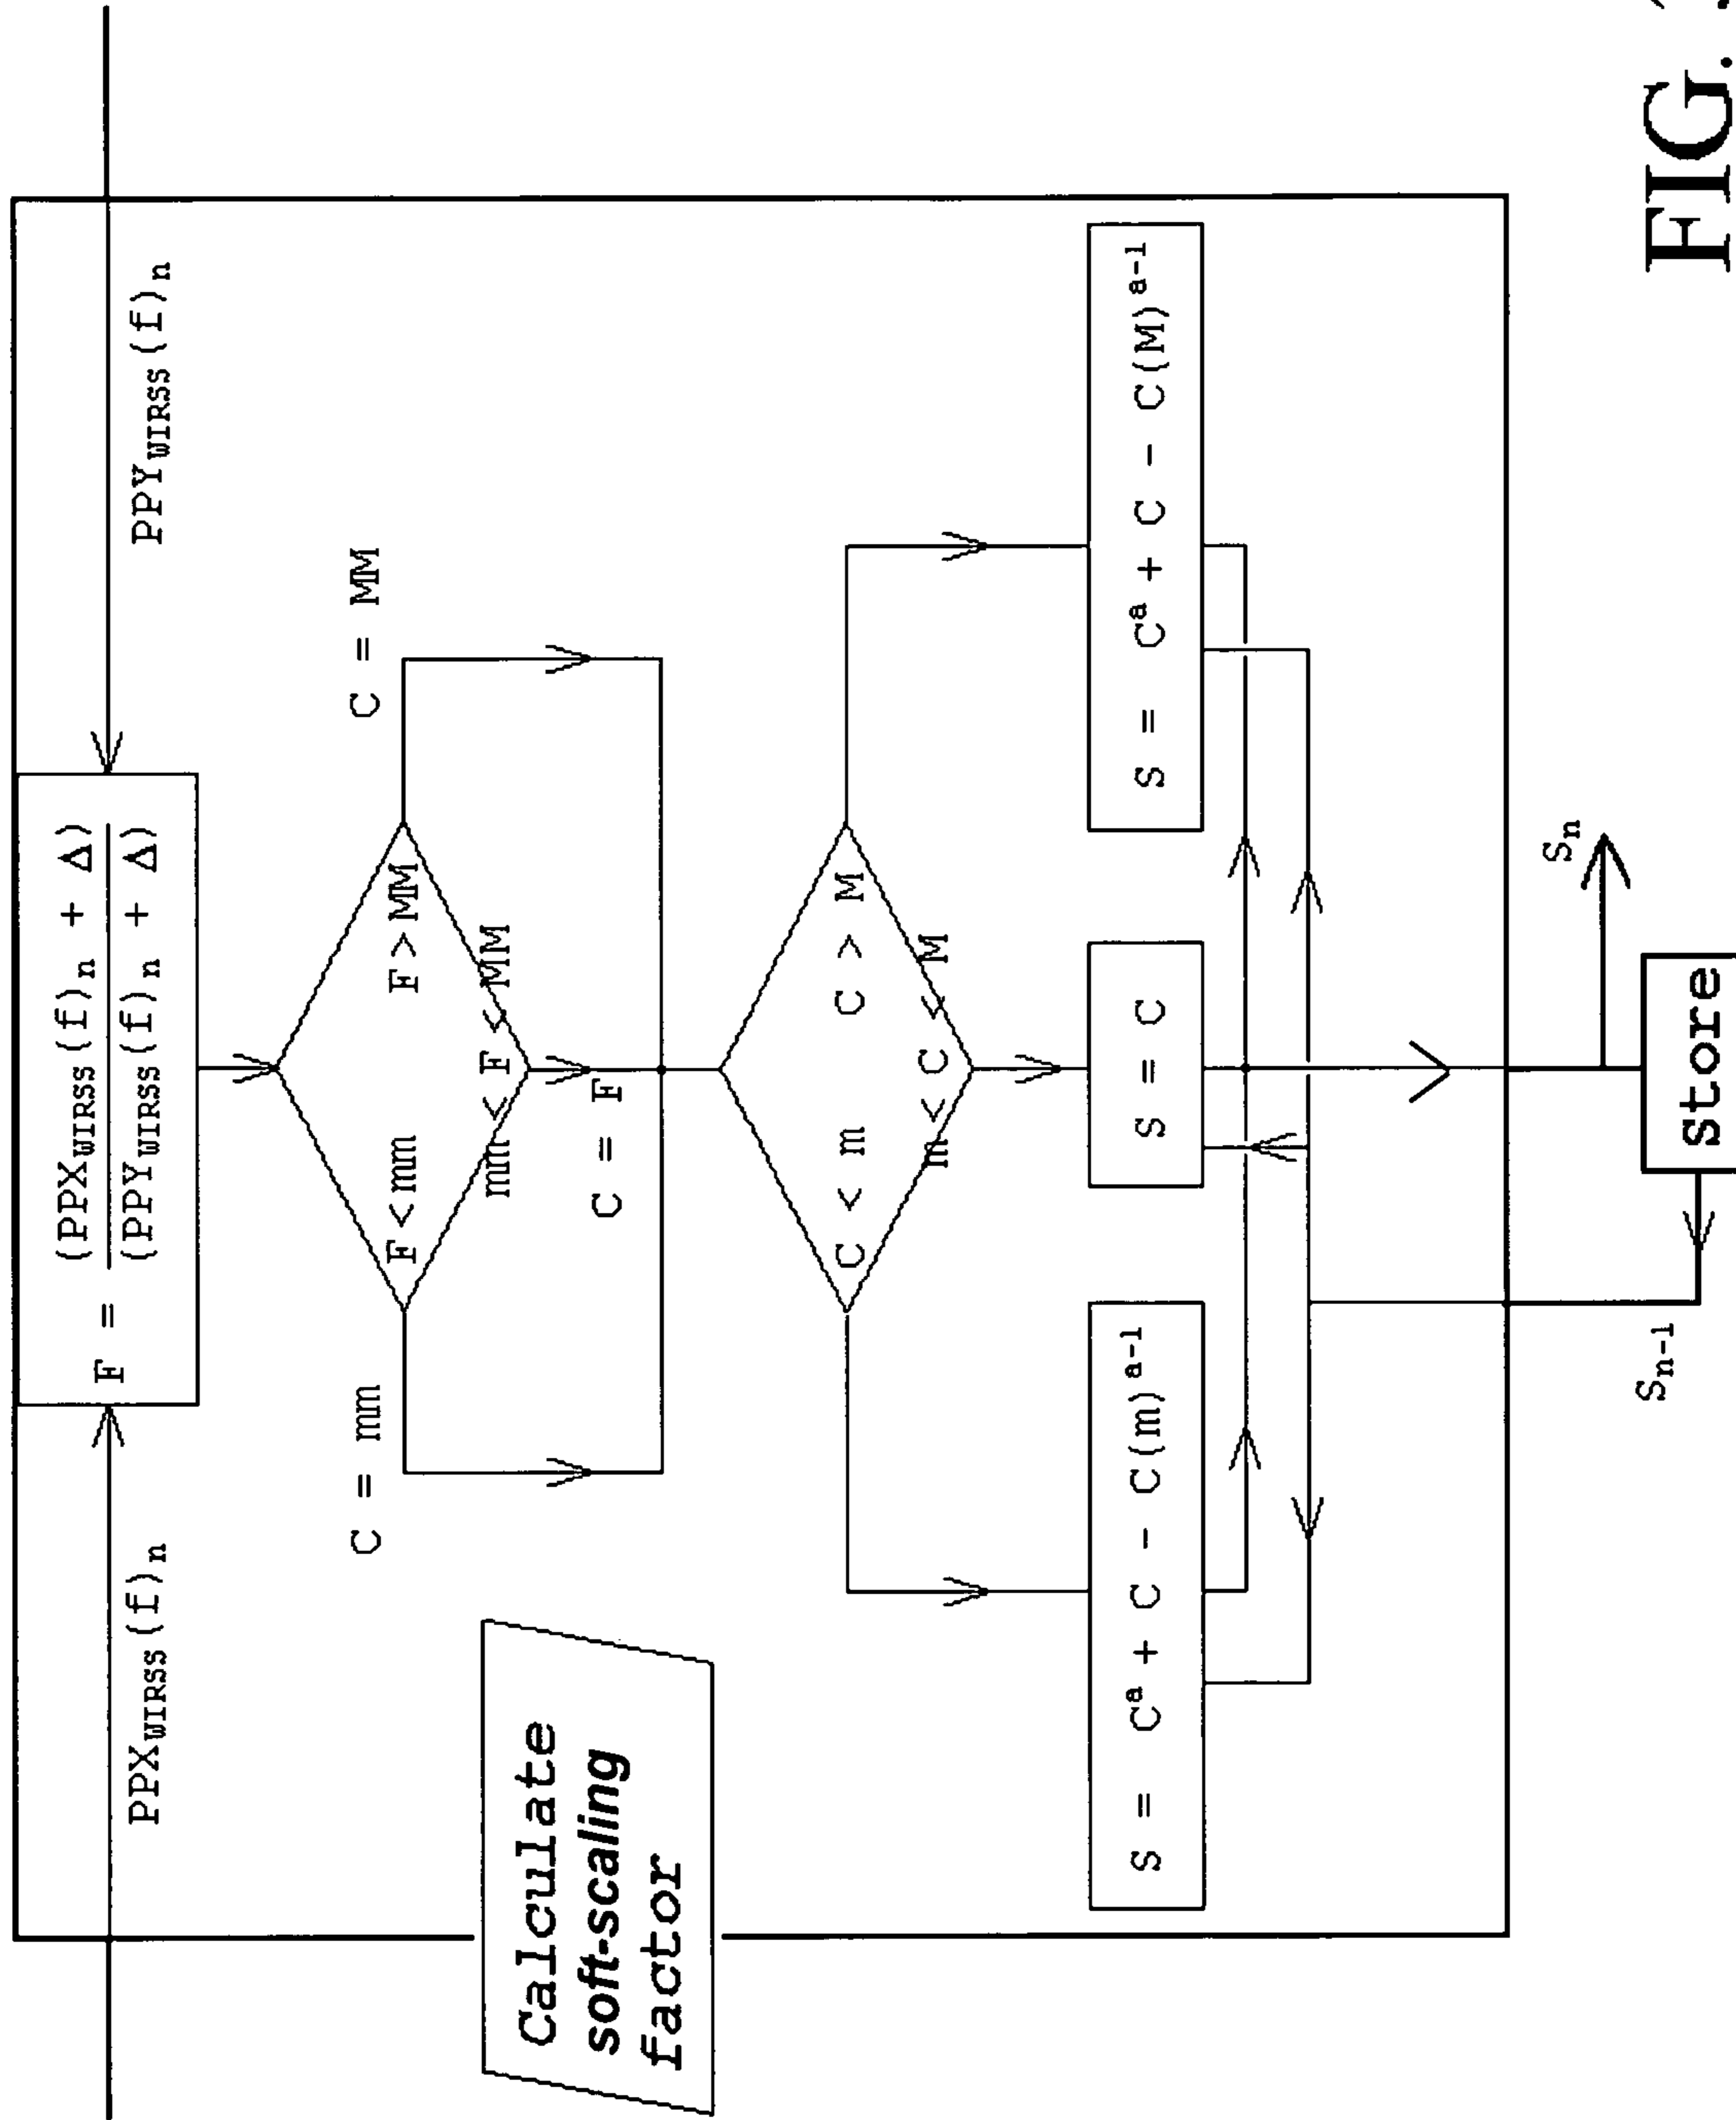 PPX_WIRSS(f)_n
F = (PPX_WIRSS(f)_n + Δ)
(PPY_WIRSS(f)_n + Δ)
PPY_WIRSS(f)_n
C = mm
C = MM
F<mm
F>MM
mm < F ≤ MM
C = F
Calculate
soft-scaling
factor
C < m
C > M
m < C ≤ M
S = C^a + C - C(m)^a-1
S = C
S = C^a + C - C(M)^a-1
S_n
S_n-1
store
FIG.